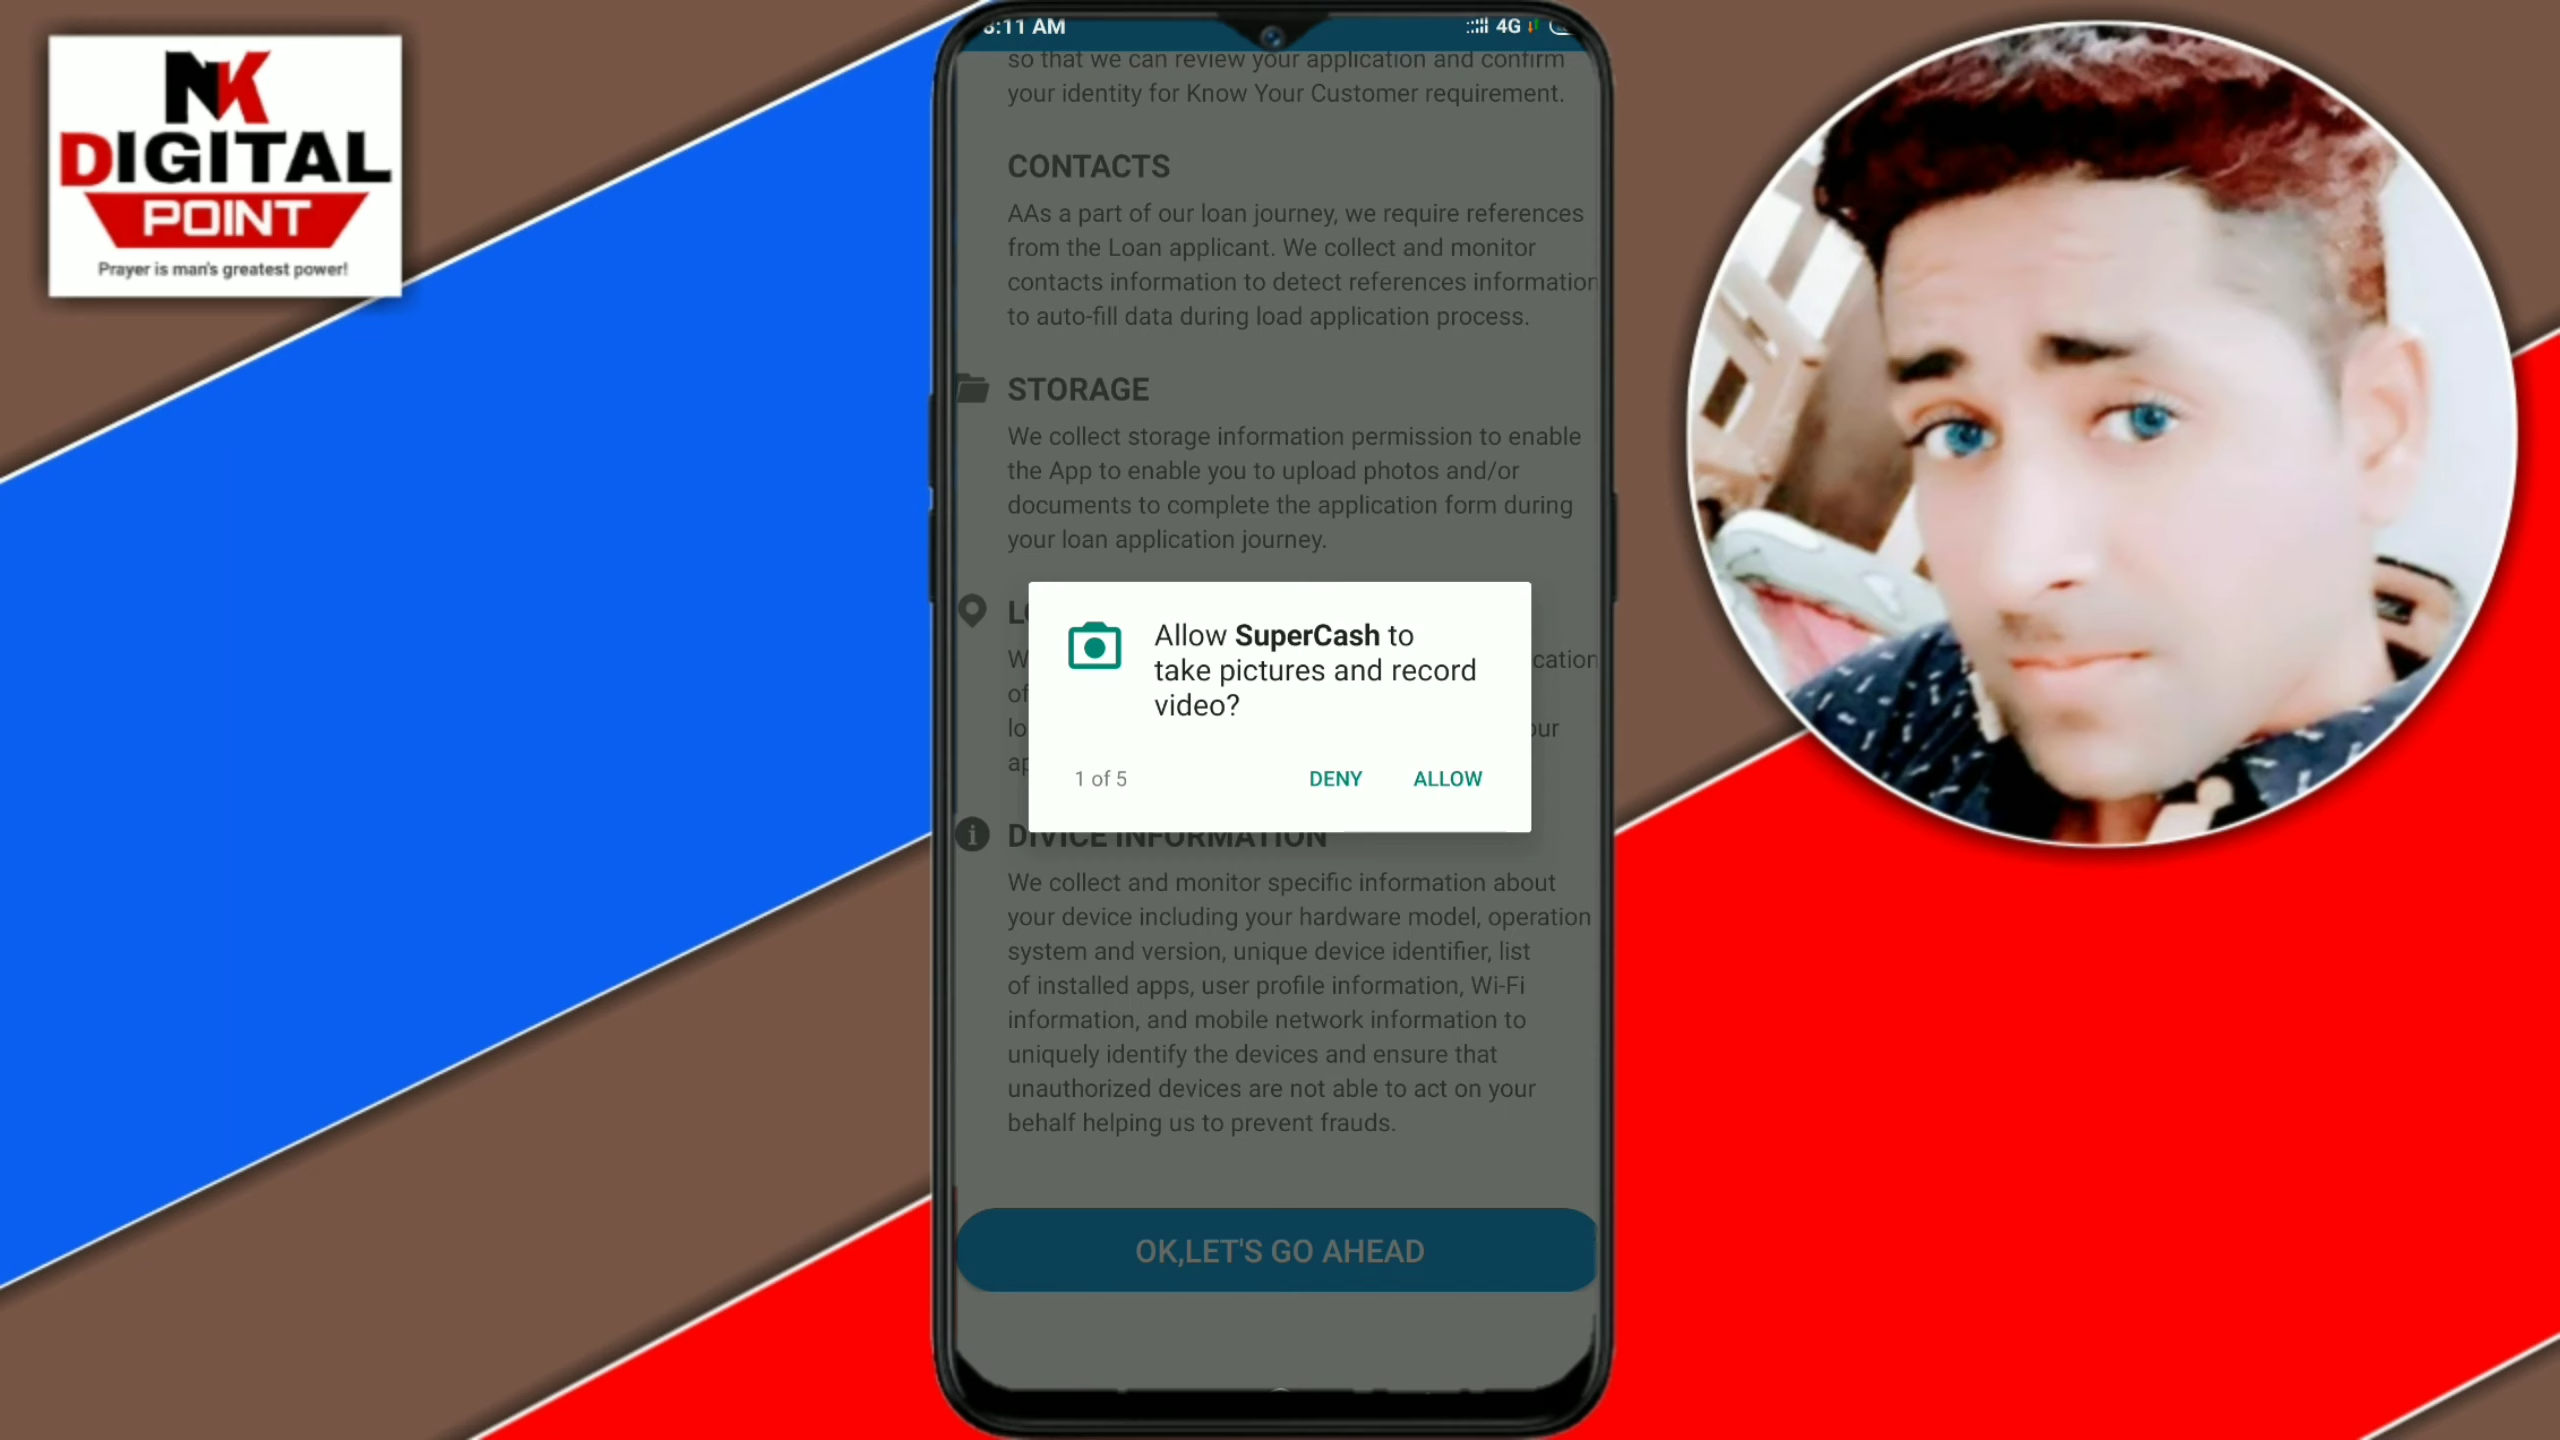 NK
DIGITAL
POINT
Prayer is man's greatest power!
:11 AM
4G
so that we can review your application and confirm
your identity for Know Your Customer requirement.
CONTACTS
AAs a part of our loan journey, we require references
from the Loan applicant. We collect and monitor
contacts information to detect references information
to auto-fill data during load application process.
STORAGE
We collect storage information permission to enable
the App to enable you to upload photos and/or
documents to complete the application form during
your loan application journey.
Allow SuperCash to
take pictures and record
video?
1 of 5 DENY ALLOW
DIVICE INFORMATION
We collect and monitor specific information about
your device including your hardware model, operation
system and version, unique device identifier, list
of installed apps, user profile information, Wi-Fi
information, and mobile network information to
uniquely identify the devices and ensure that
unauthorized devices are not able to act on your
behalf helping us to prevent frauds.
OK,LET'S GO AHEAD